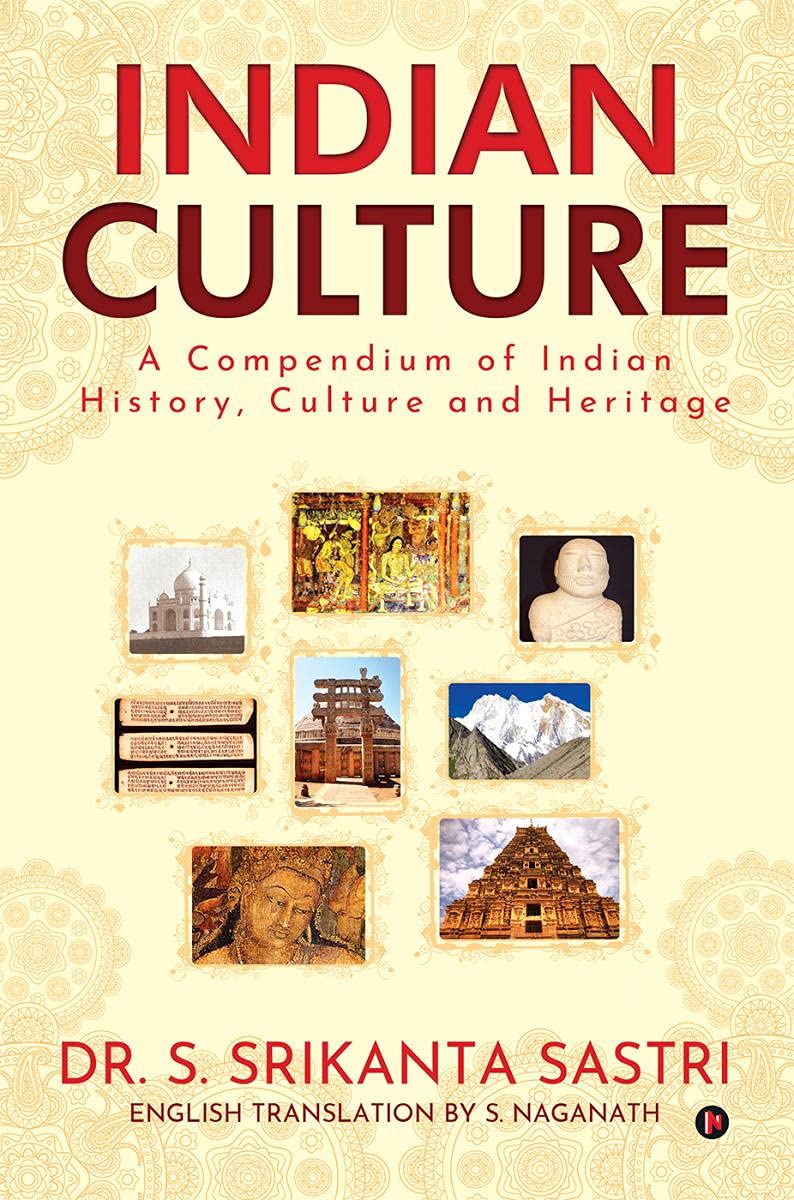 INDIAN
CULTURE
A Compendium of Indian
History, Culture and Heritage
DR. S. SRIKANTA SASTRI
ENGLISH TRANSLATION BY S. NAGANATH
N